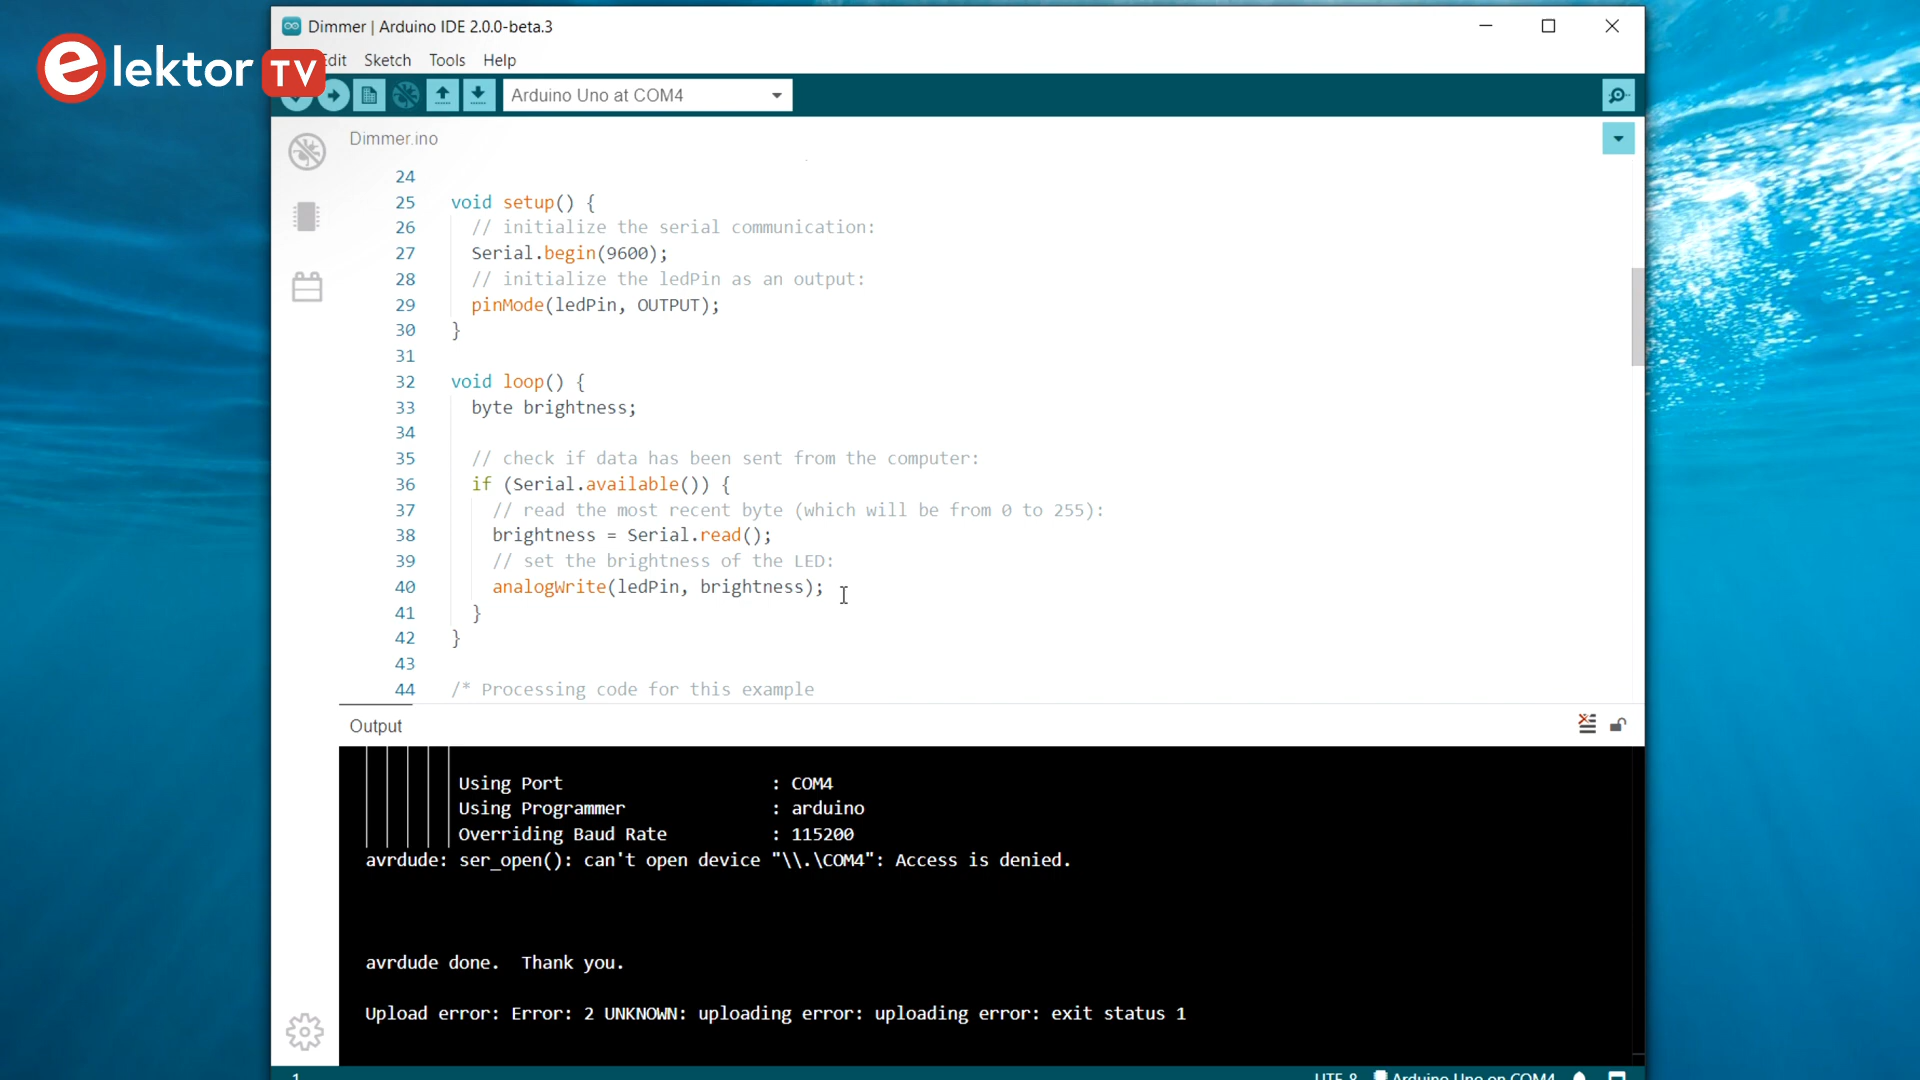 Dimmer | Arduino IDE 2.0.0-beta.3
elektor TV
Edit Sketch Tools Help
Arduino Uno at COM4
Dimmer.ino
24
25 void setup() {
26 // initialize the serial communication:
27 Serial.begin(9600);
28 // initialize the ledPin as an output:
29 pinMode(ledPin, OUTPUT);
30 }
31
32 void loop() {
33 byte brightness;
34
35 // check if data has been sent from the computer:
36 if (Serial.available()) {
37 // read the most recent byte (which will be from 0 to 255):
38 brightness = Serial.read();
39 // set the brightness of the LED:
40 analogWrite(ledPin, brightness);
41 }
42 }
43
44 /* Processing code for this example
Output
Using Port : COM4
Using Programmer : arduino
Overriding Baud Rate : 115200
avrdude: ser_open(): can't open device "\\.\COM4": Access is denied.
avrdude done.  Thank you.
Upload error: Error: 2 UNKNOWN: uploading error: uploading error: exit status 1
1 UTF-8 Arduino Uno on COM4